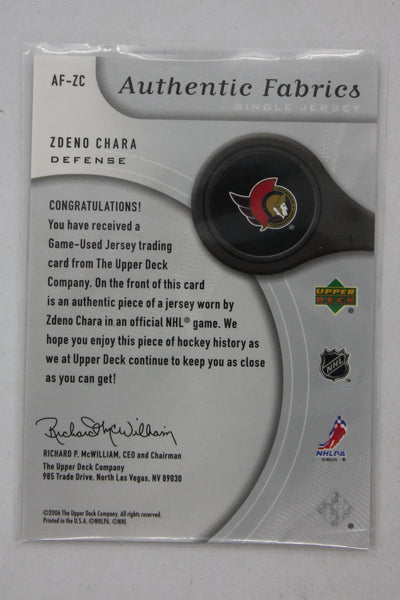 AF-ZC
Authentic Fabrics
SINGLE JERSEY
ZDENO CHARA
DEFENSE
CONGRATULATIONS!
You have received a
Game-Used Jersey trading
card from The Upper Deck
Company. On the front of this card
is an authentic piece of a jersey worn by
Zdeno Chara in an official NHL® game. We
hope you enjoy this piece of hockey history as
we at Upper Deck continue to keep you as close
as you can get!
UPPER
DECK
®
NHL
NHLPA
Richard McWilliam
RICHARD P. McWILLIAM, CEO and Chairman
The Upper Deck Company
985 Trade Drive, North Las Vegas, NV 89030
©2006 The Upper Deck Company. All rights reserved.
Printed in the U.S.A. ©NHLPA ©NHL